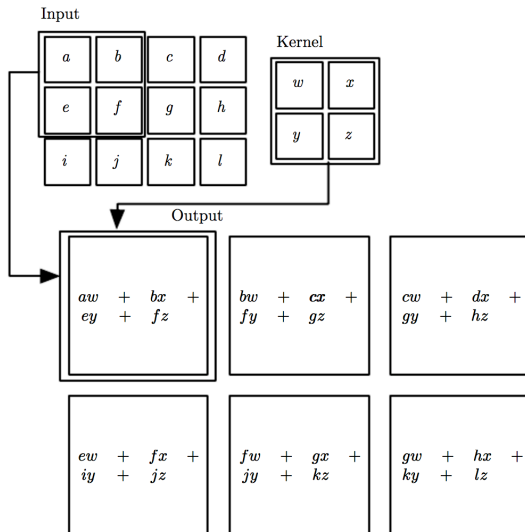 Input
Kernel
a b c d
w x
e f g h
y z
i j k l
Output
aw + bx +
ey + fz
bw + cx +
fy + gz
cw + dx +
gy + hz
ew + fx +
iy + jz
fw + gx +
jy + kz
gw + hx +
ky + lz